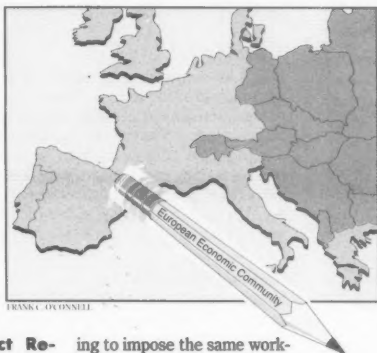 European Economic Community
FRANK C. O'CONNELL
ct Re-
ing to impose the same work-